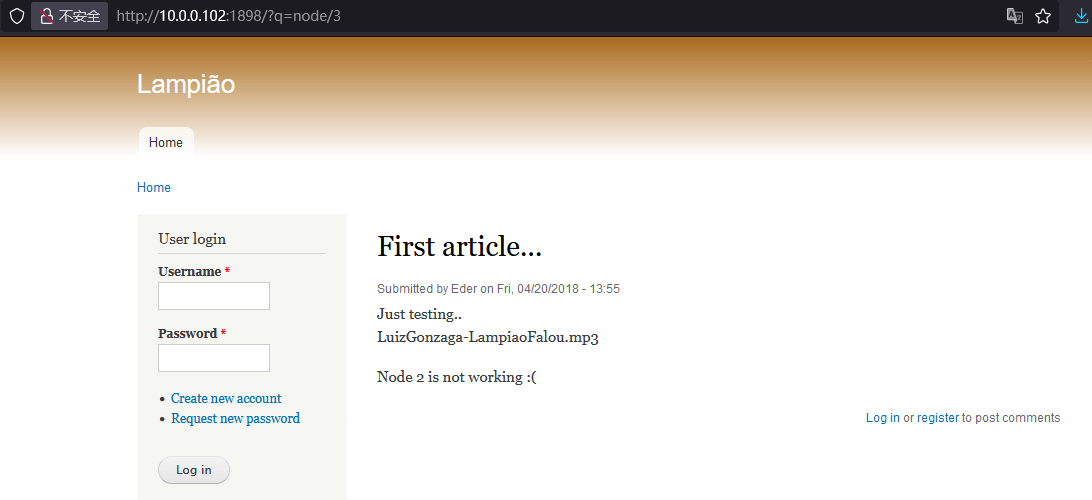 不安全
http://10.0.0.102:1898/?q=node/3
Lampião
Home
Home
User login
Username *
Password *
Create new account
Request new password
Log in
First article...
Submitted by Eder on Fri, 04/20/2018 - 13:55
Just testing..
LuizGonzaga-LampiaoFalou.mp3
Node 2 is not working :(
Log in or register to post comments